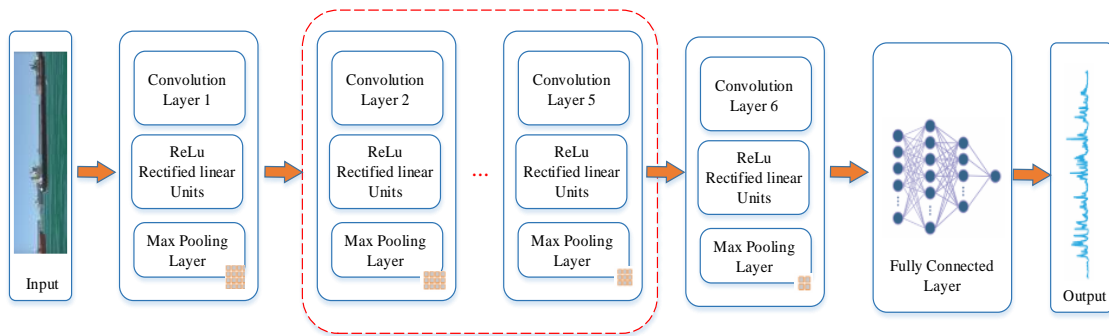 Input
Convolution
Layer 1
ReLu
Rectified linear
Units
Max Pooling
Layer
Convolution
Layer 2
ReLu
Rectified linear
Units
Max Pooling
Layer
...
Convolution
Layer 5
ReLu
Rectified linear
Units
Max Pooling
Layer
Convolution
Layer 6
ReLu
Rectified linear
Units
Max Pooling
Layer
Fully Connected
Layer
Output